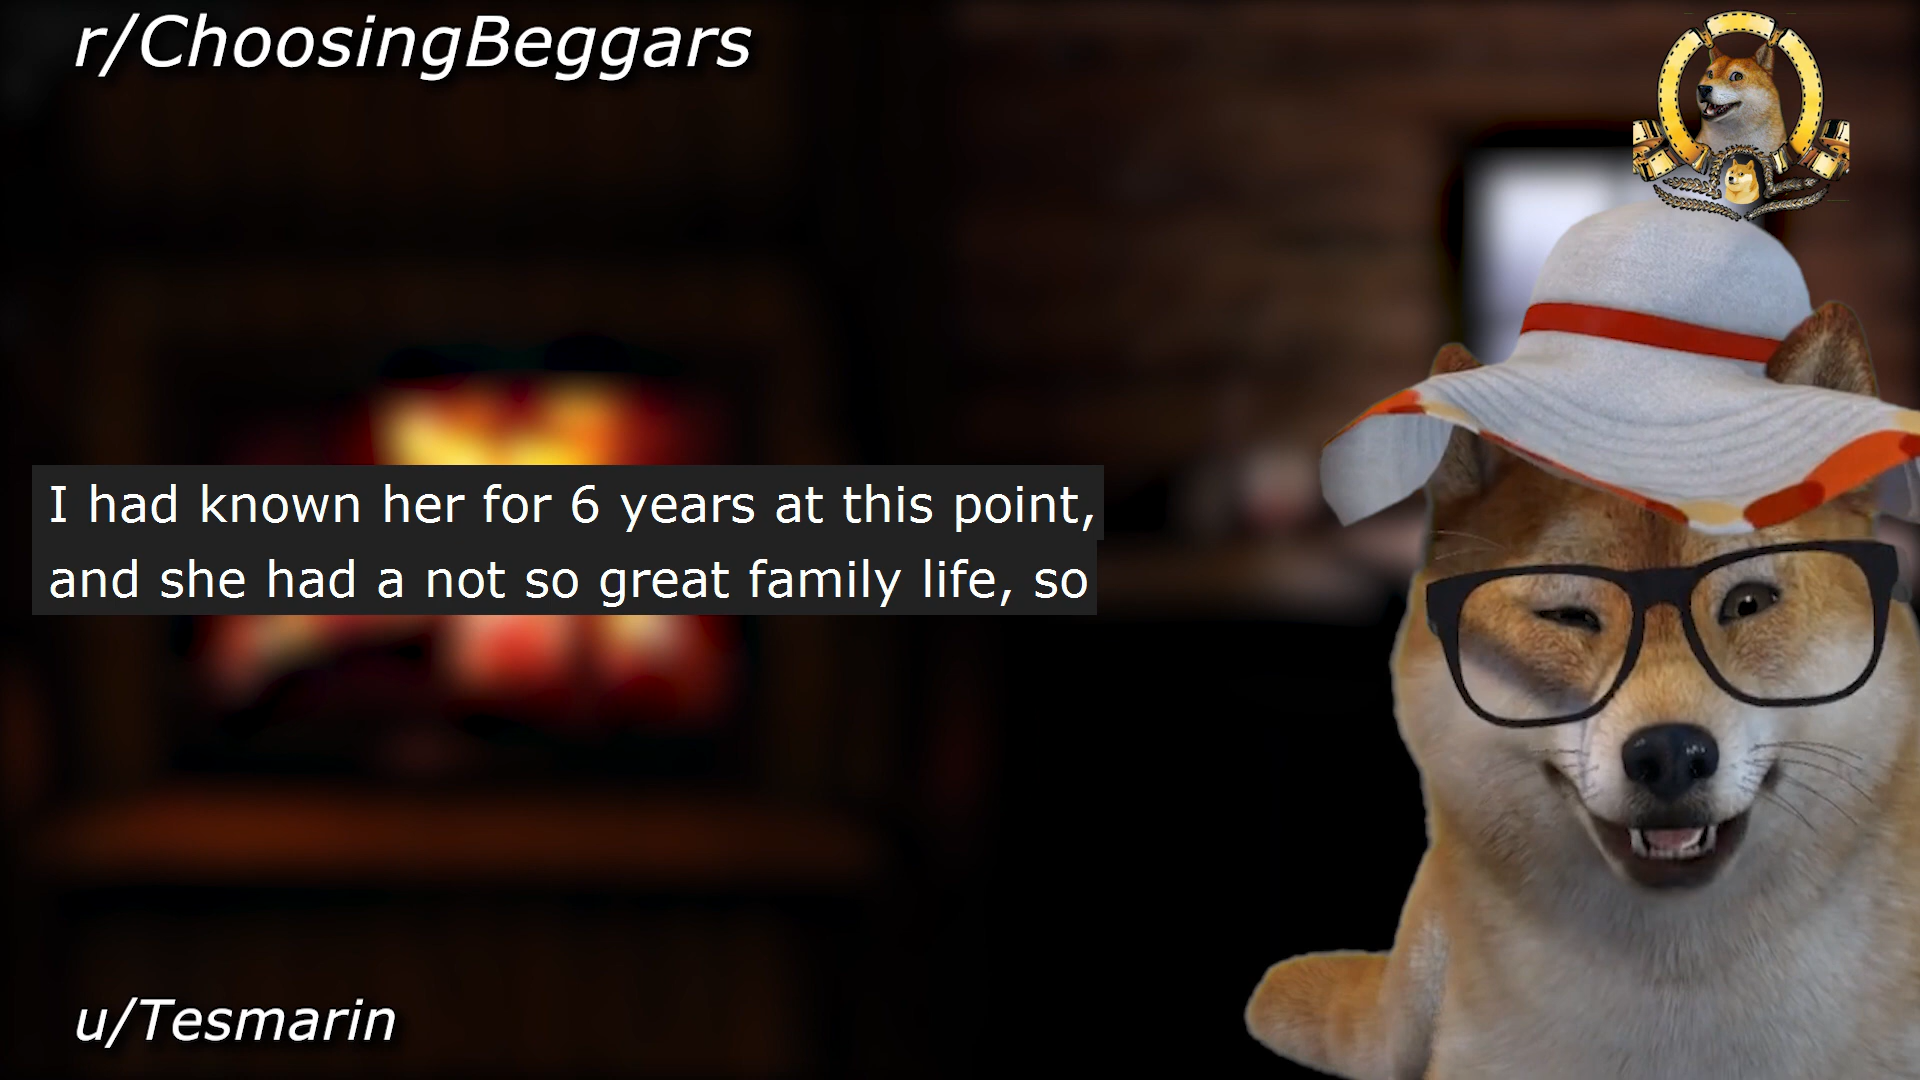 r/ChoosingBeggars
I had known her for 6 years at this point,
and she had a not so great family life, so
u/Tesmarin